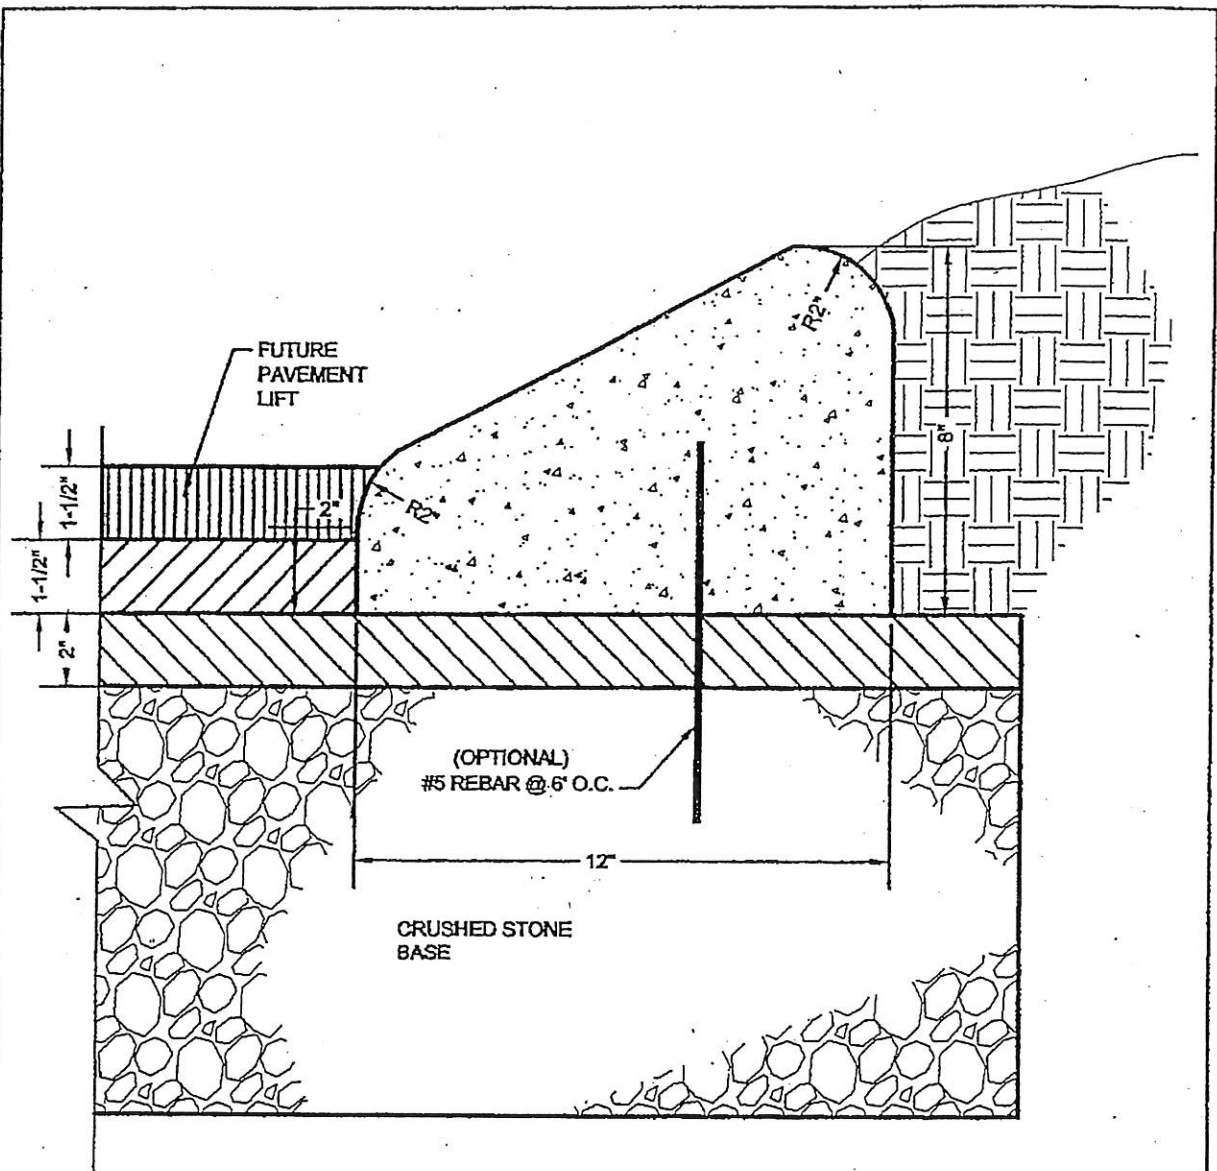 FUTURE
PAVEMENT
LIFT
R2"
8"
1-1/2"
2"
R2"
1-1/2"
2"
(OPTIONAL)
#5 REBAR @ 6' O.C.
12"
CRUSHED STONE
BASE